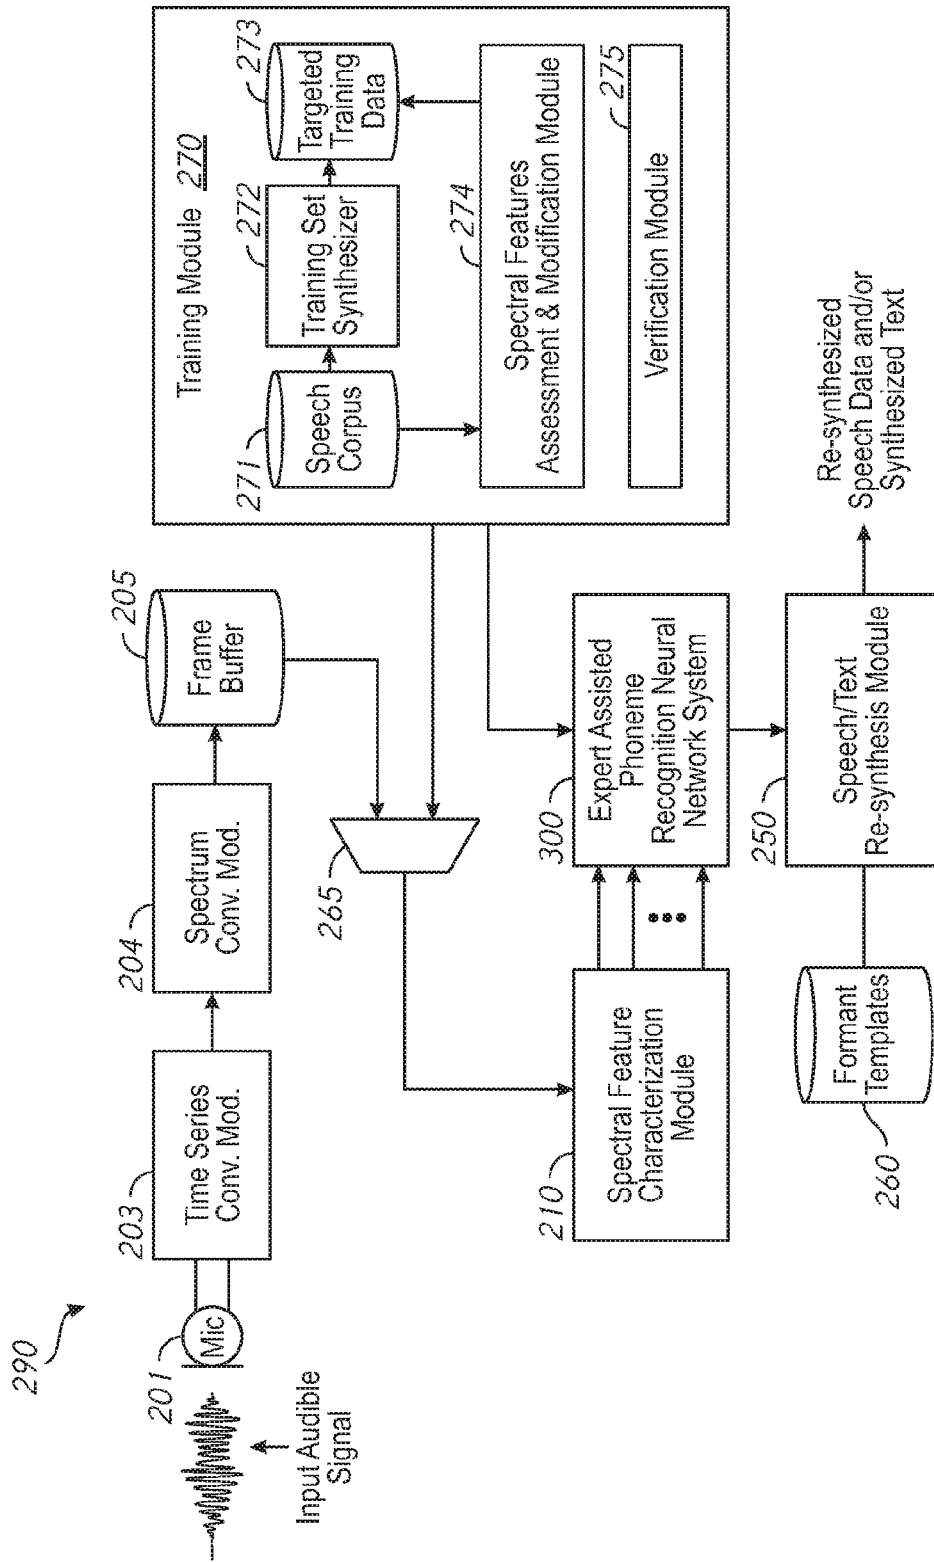 290
Input Audible
Signal
201
Mic
203
Time Series
Conv. Mod.
204
Spectrum
Conv. Mod.
205
Frame
Buffer
265
210
Spectral Feature
Characterization
Module
300
Expert Assisted
Phoneme
Recognition Neural
Network System
260
Formant
Templates
250
Speech/Text
Re-synthesis Module
Re-synthesized
Speech Data and/or
Synthesized Text
Training Module 270
271
Speech
Corpus
272
Training Set
Synthesizer
273
Targeted
Training
Data
274
Spectral Features
Assessment & Modification Module
275
Verification Module